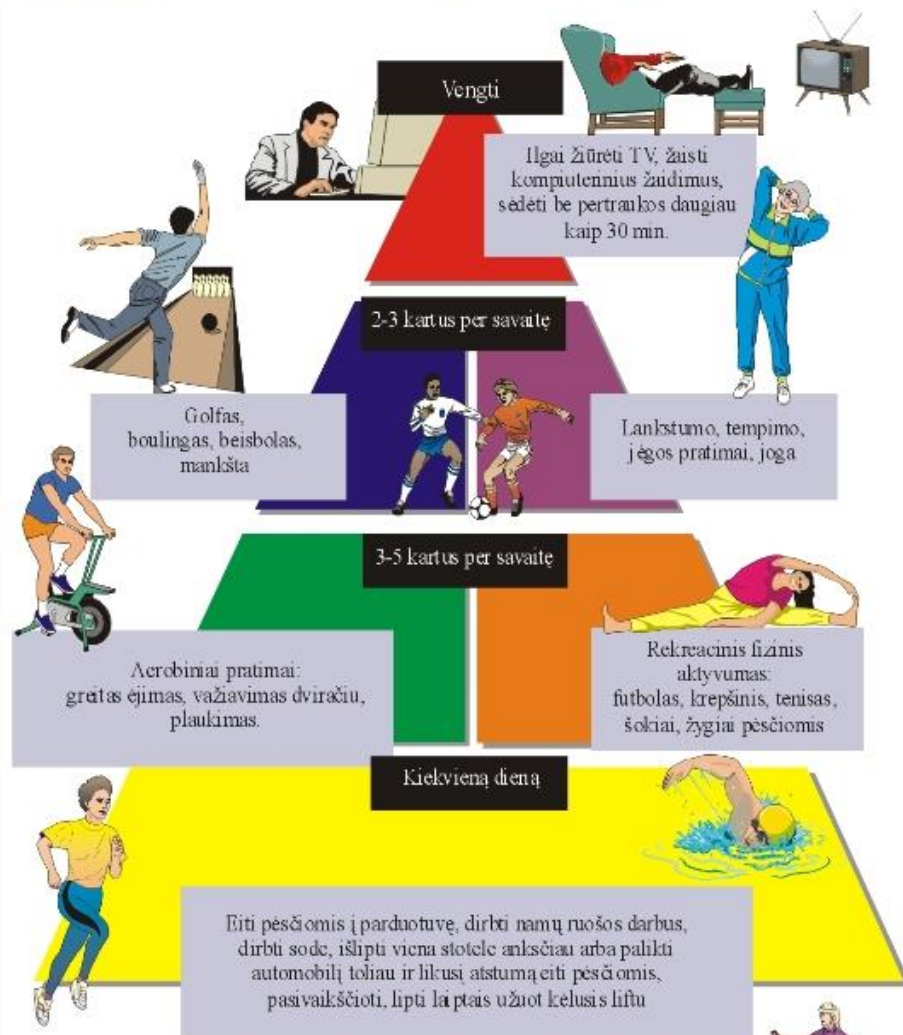 Vengti
Ilgai žiūrėti TV, žaisti
kompiuterinius žaidimus,
sėdėti be pertraukos daugiau
kaip 30 min.
2-3 kartus per savaitę
Golfas,
boulingas, beisbolas,
mankšta
Lankstumo, tempimo,
jėgos pratimai, joga
3-5 kartus per savaitę
Aerobiniai pratimai:
greitas ėjimas, važiavimas dviračiu,
plaukimas.
Rekreacinis fizinis
aktyvumas:
futbolas, krepšinis, tenisas,
šokiai, žygiai pėsčiomis
Kiekvieną dieną
Eiti pėsčiomis į parduotuvę, dirbti namų ruošos darbus,
dirbti sode, išlipti viena stotele anksčiau arba palikti
automobilį toliau ir likusį atstumą eiti pėsčiomis,
pasivaikščioti, lipti laiptais užuot kėlusis liftu